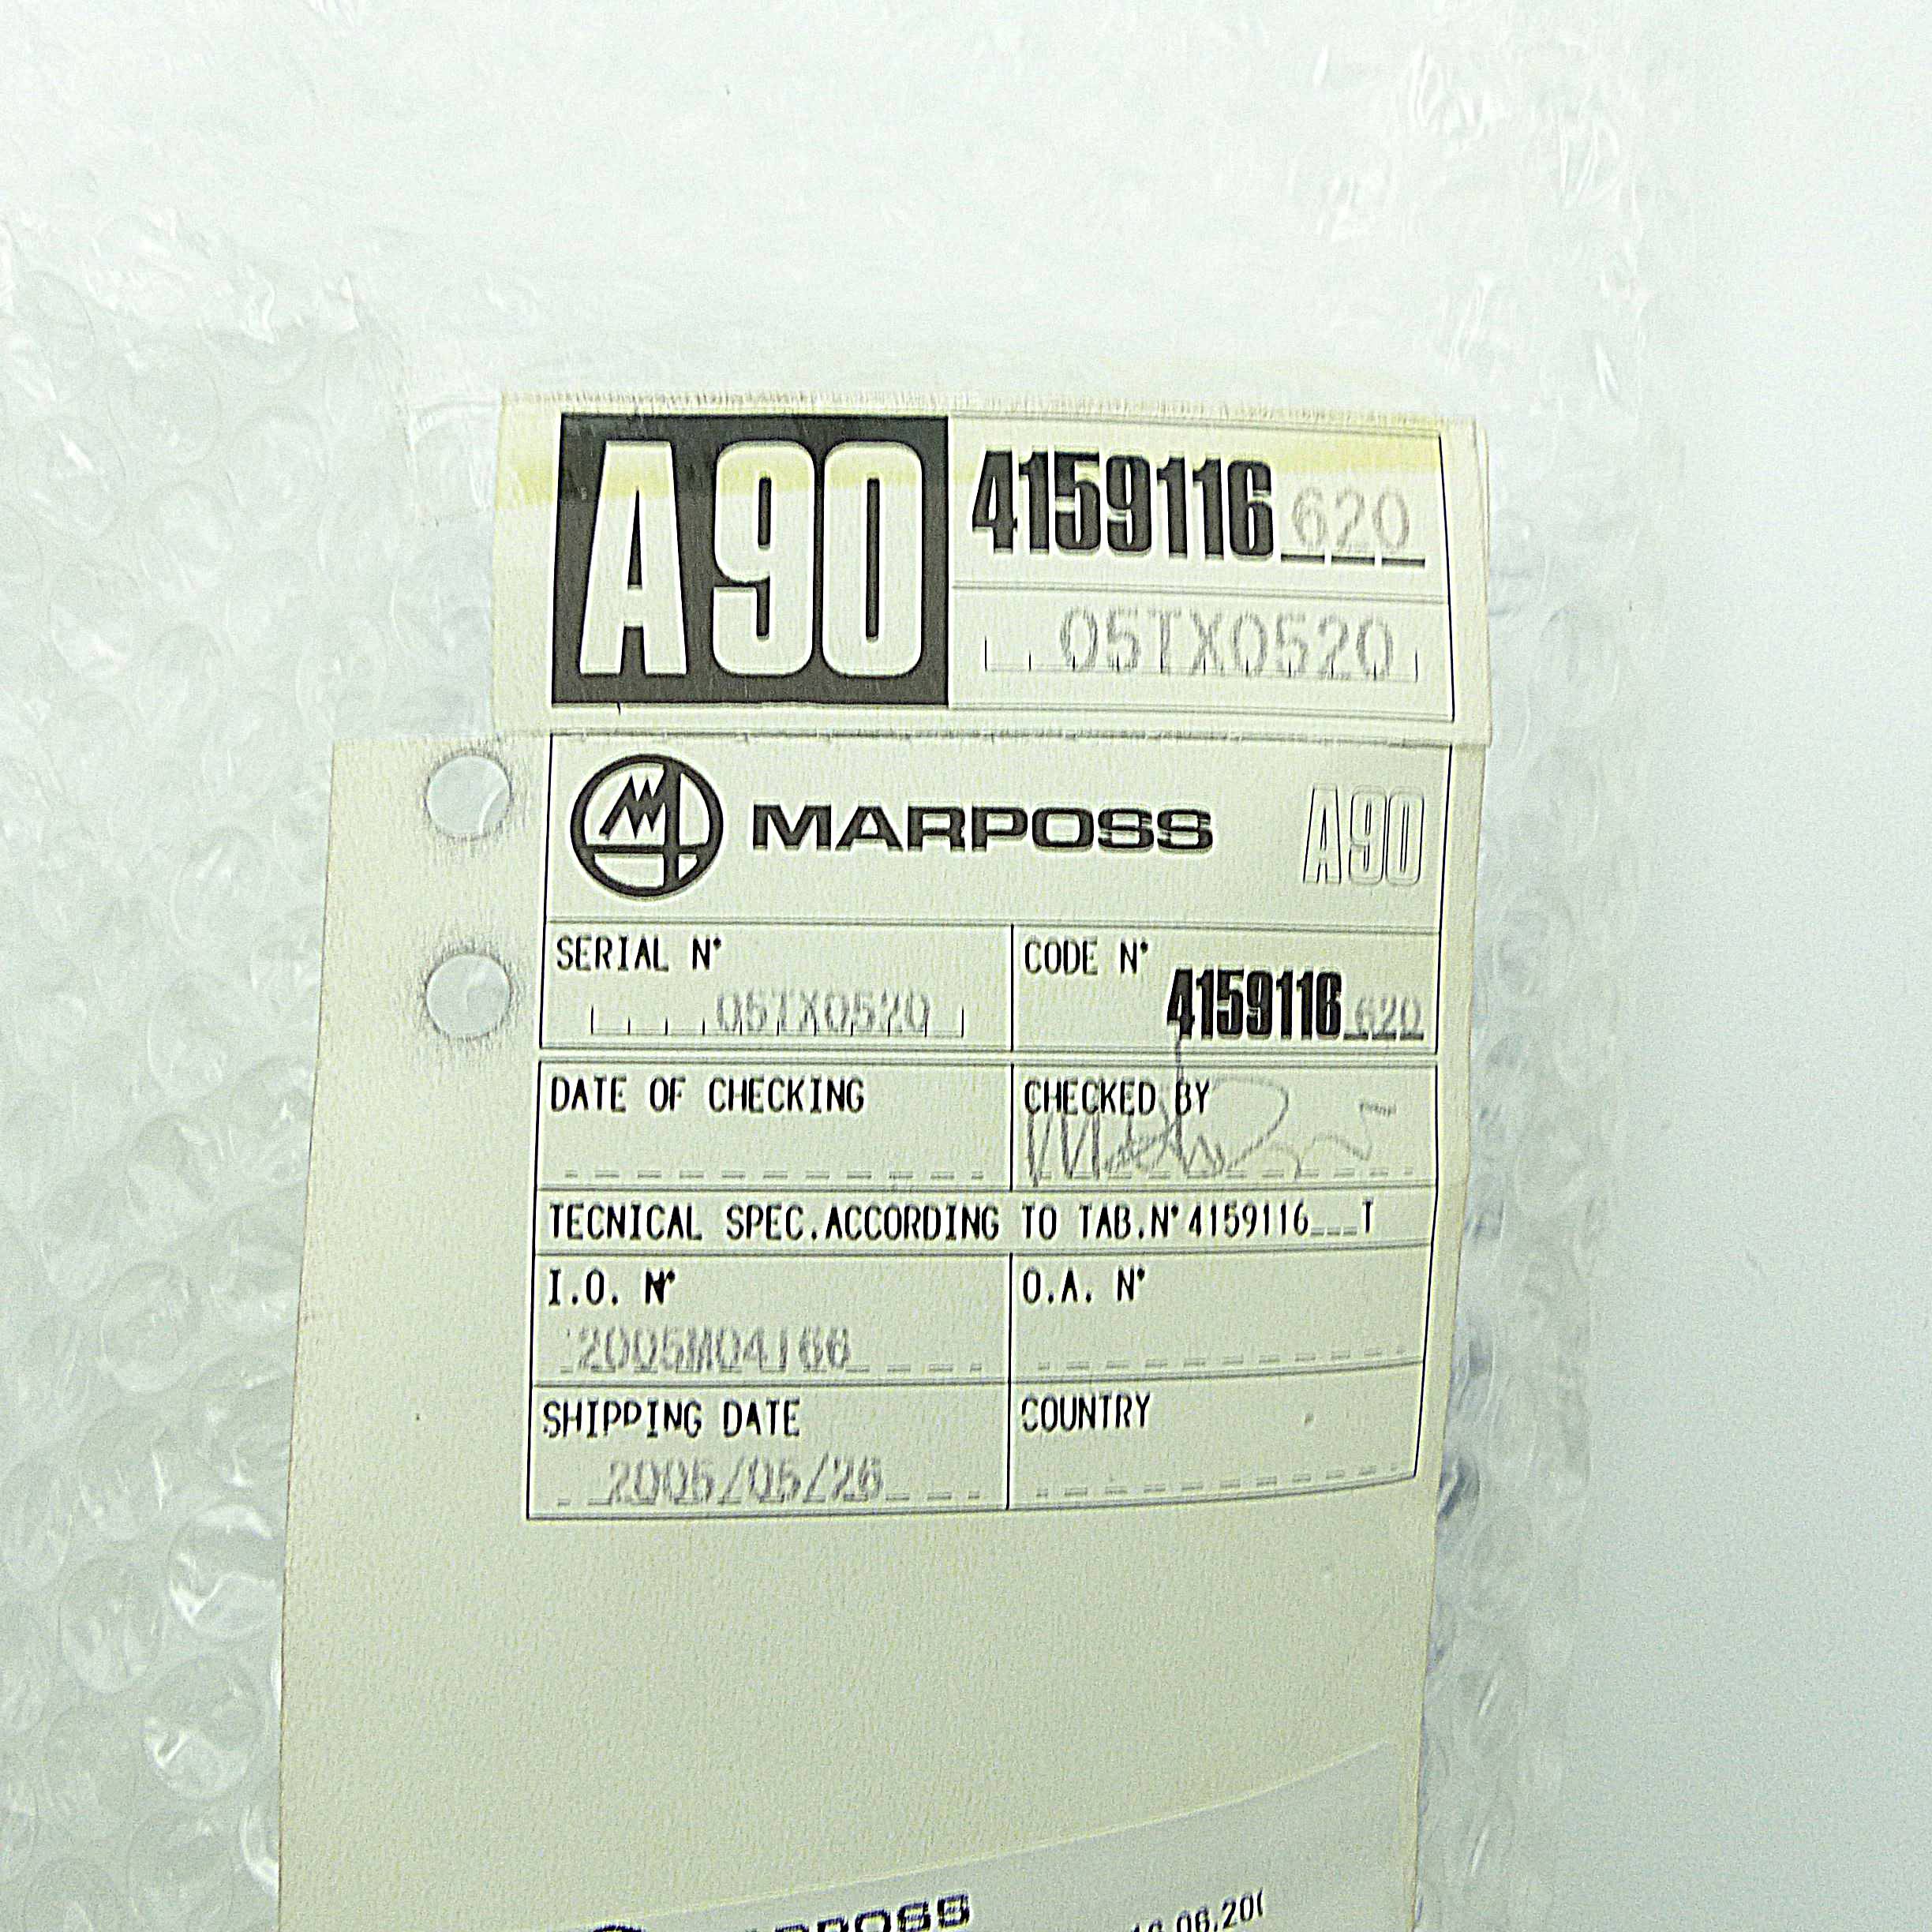 A90
4159116 620
05TX0520
MARPOSS A90
SERIAL N° CODE N°
05TX0520 4159116 620
DATE OF CHECKING CHECKED BY
TECNICAL SPEC.ACCORDING TO TAB.N°4159116___T
I.O. N° O.A. N°
2005M04166
SHIPPING DATE COUNTRY
2005/05/26